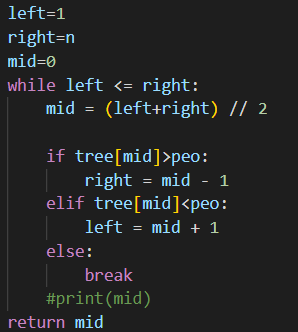 left=1
right=n
mid=0
while left <= right:
    mid = (left+right) // 2

    if tree[mid]>peo:
        right = mid - 1
    elif tree[mid]<peo:
        left = mid + 1
    else:
        break
    #print(mid)
return mid